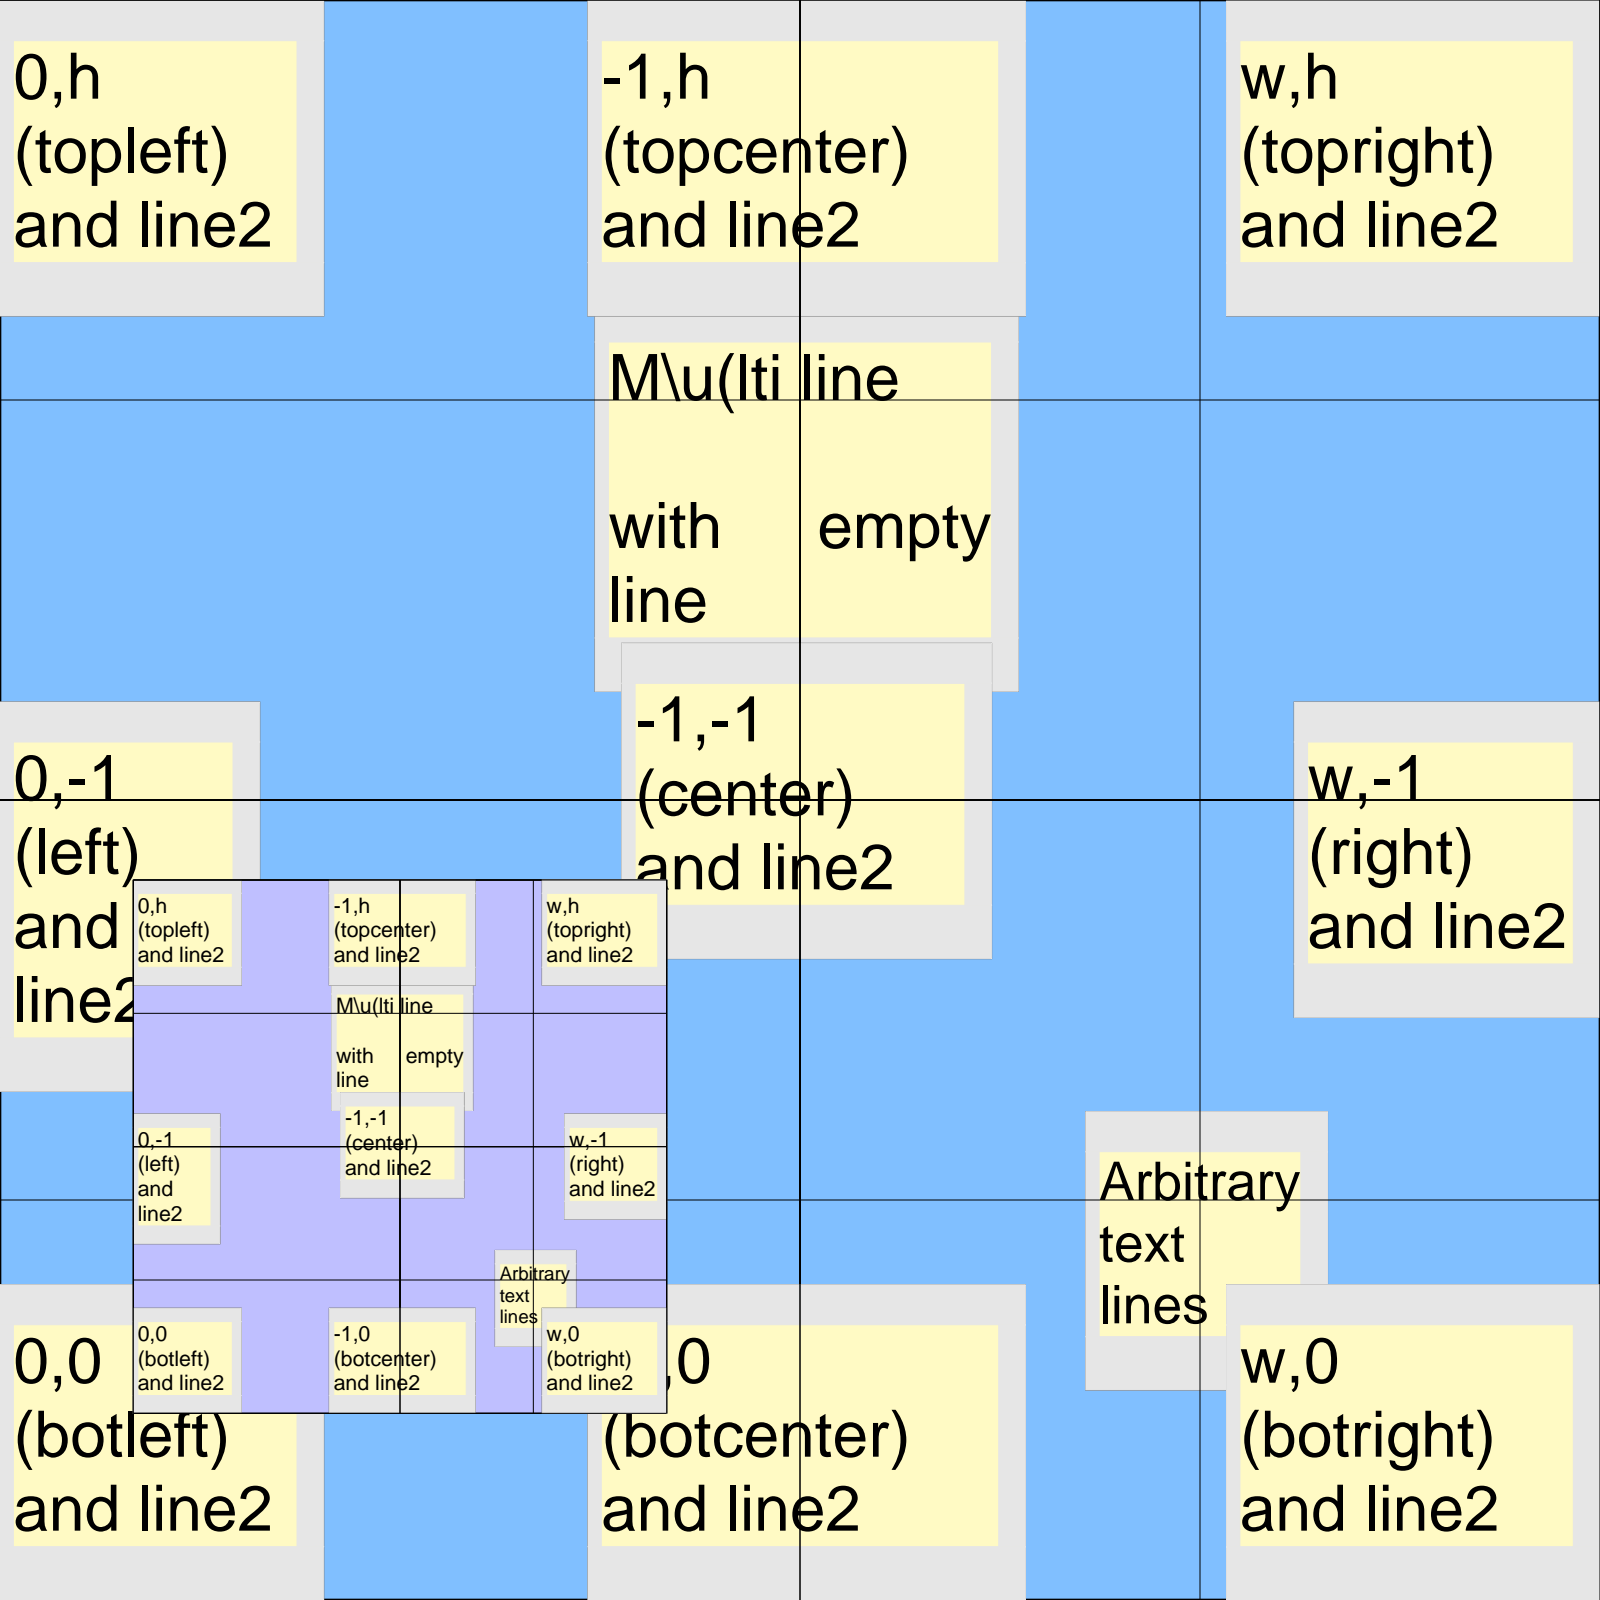 0,h
(topleft)
and line2
-1,h
(topcenter)
and line2
w,h
(topright)
and line2
M\u(lti line
with empty
line
-1,-1
(center)
and line2
0,-1
(left)
and
line2
w,-1
(right)
and line2
0,h
(topleft)
and line2
-1,h
(topcenter)
and line2
w,h
(topright)
and line2
M\u(lti line
with empty
line
-1,-1
(center)
and line2
0,-1
(left)
and
line2
w,-1
(right)
and line2
Arbitrary
text
lines
0,0
(botleft)
and line2
-1,0
(botcenter)
and line2
w,0
(botright)
and line2
Arbitrary
text
lines
0,0
(botleft)
and line2
,0
(botcenter)
and line2
w,0
(botright)
and line2